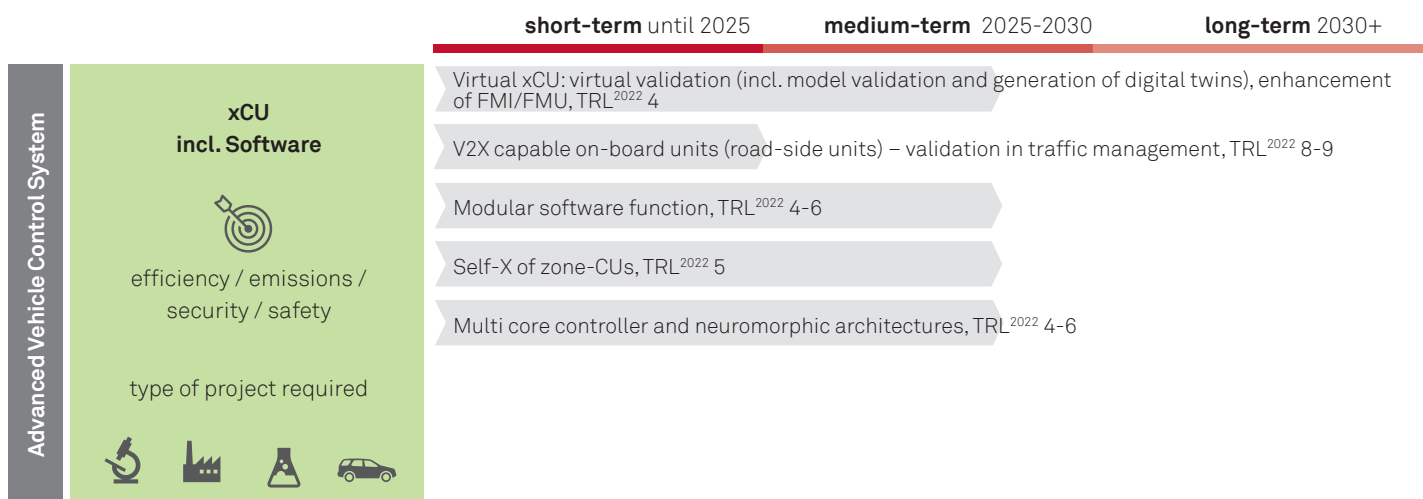 short-term until 2025
medium-term 2025-2030
long-term 2030+
Advanced Vehicle Control System
xCU
incl. Software
efficiency / emissions /
security / safety
type of project required
Virtual xCU: virtual validation (incl. model validation and generation of digital twins), enhancement
of FMI/FMU, TRL²⁰²² 4
V2X capable on-board units (road-side units) – validation in traffic management, TRL²⁰²² 8-9
Modular software function, TRL²⁰²² 4-6
Self-X of zone-CUs, TRL²⁰²² 5
Multi core controller and neuromorphic architectures, TRL²⁰²² 4-6